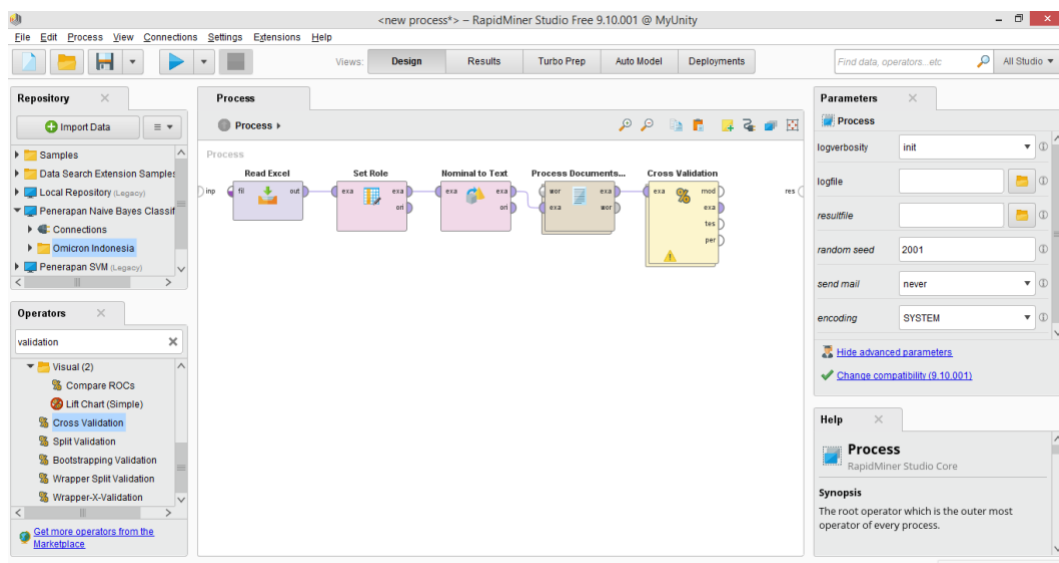 <new process*> – RapidMiner Studio Free 9.10.001 @ MyUnity
File Edit Process View Connections Settings Extensions Help
Views: Design Results Turbo Prep Auto Model Deployments
Find data, operators...etc
All Studio
Repository
Import Data
Samples
Data Search Extension Samples
Local Repository (Legacy)
Penerapan Naive Bayes Classif
Connections
Omicron Indonesia
Penerapan SVM (Legacy)
Operators
validation
Visual (2)
Compare ROCs
Lift Chart (Simple)
Cross Validation
Split Validation
Bootstrapping Validation
Wrapper Split Validation
Wrapper-X-Validation
Get more operators from the
Marketplace
Process
Process
Process
inp
Read Excel
fil out
Set Role
exa exa
ori
Nominal to Text
exa exa
ori
Process Documents...
wor exa
exa wor
Cross Validation
exa mod
exa
tes
per
res
Parameters
Process
logverbosity init
logfile
resultfile
random seed 2001
send mail never
encoding SYSTEM
Hide advanced parameters
Change compatibility (9.10.001)
Help
Process
RapidMiner Studio Core
Synopsis
The root operator which is the outer most
operator of every process.